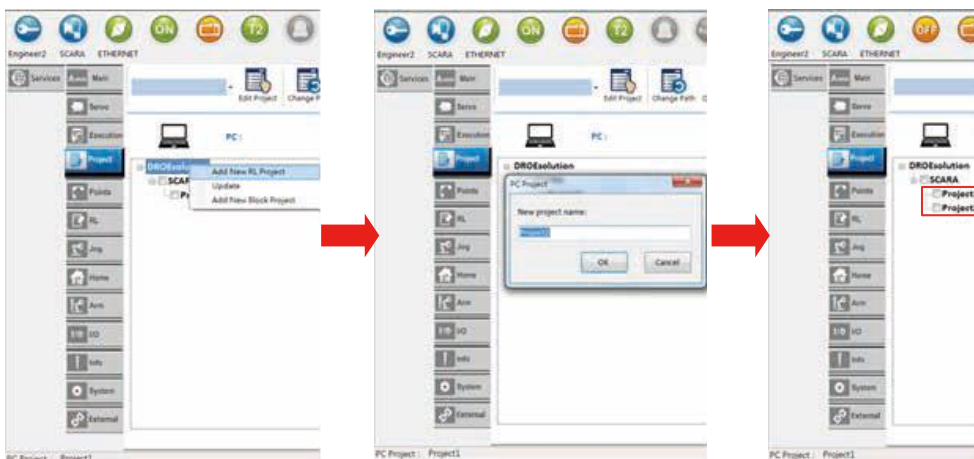 ON
T2
Engineer2 SCARA ETHERNET
Services
Main
Edit Project
Servo
Execution
PC:
Project
DROEsolu
Add New RL Project
SCAR
Update
Add New Block Project
Points
RL
Jog
Home
Arm
I/O
Info
System
External
PC Project : Project1
ON
T2
Engineer2 SCARA ETHERNET
Services
Main
Edit Project Change Path
Servo
Execution
PC:
Project
DROEsolution
PC Project
New project name:
OK Cancel
Points
RL
Jog
Home
Arm
I/O
Info
System
External
PC Project : Project1
OFF
Engineer2 SCARA ETHERNET
Services
Main
Servo
Execution
Project
DROEsolution
SCARA
Project
Project
Points
RL
Jog
Home
Arm
I/O
Info
System
External
PC Project : Project1